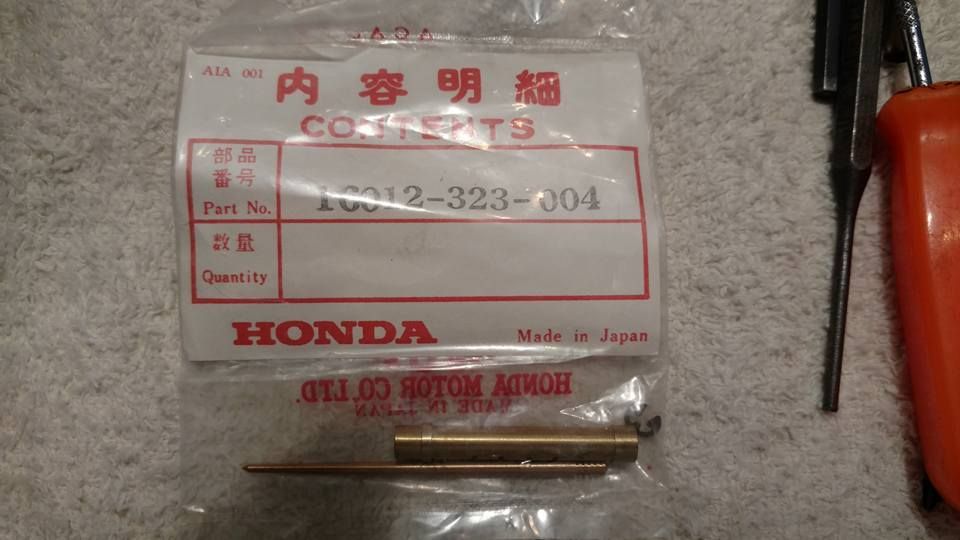 AIA 001
内容明細
CONTENTS
部品
番号
Part No.
16012-323-004
数量
Quantity
HONDA
Made in Japan
HONDA MOTOR CO. LTD.
MADE IN JAPAN